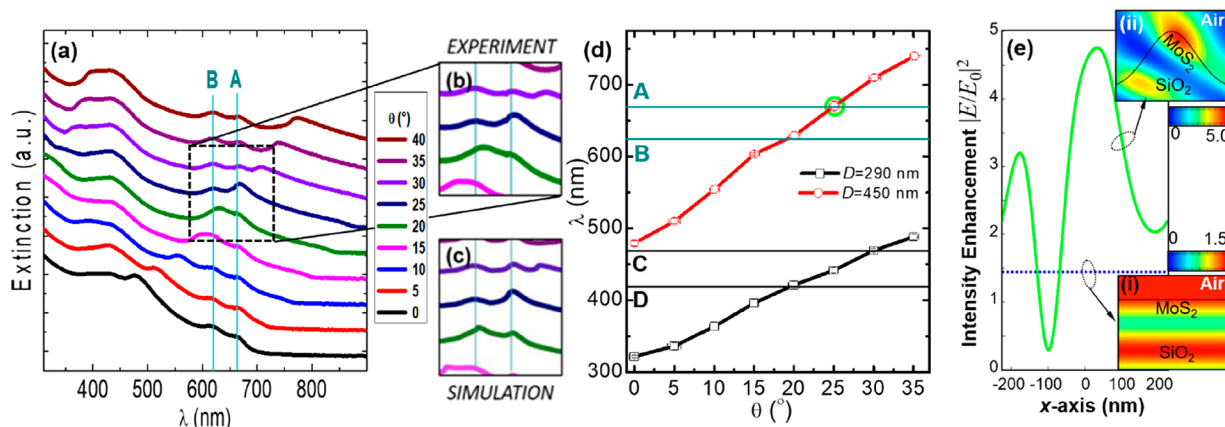 (a)
B A
Extinction (a.u.)
400 500 600 700 800
λ (nm)
θ (°)
40
35
30
25
20
15
10
5
0
EXPERIMENT
(b)
(c)
SIMULATION
(d)
A
B
C
D
D=290 nm
D=450 nm
λ (nm)
700
600
500
400
300
0 5 10 15 20 25 30 35
θ (°)
(e)
Intensity Enhancement |E/E0|²
5
4
3
2
1
0
-200 -100 0 100 200
x-axis (nm)
(ii)
Air
MoS2
SiO2
0 5.0
0 1.5
(i)
Air
MoS2
SiO2